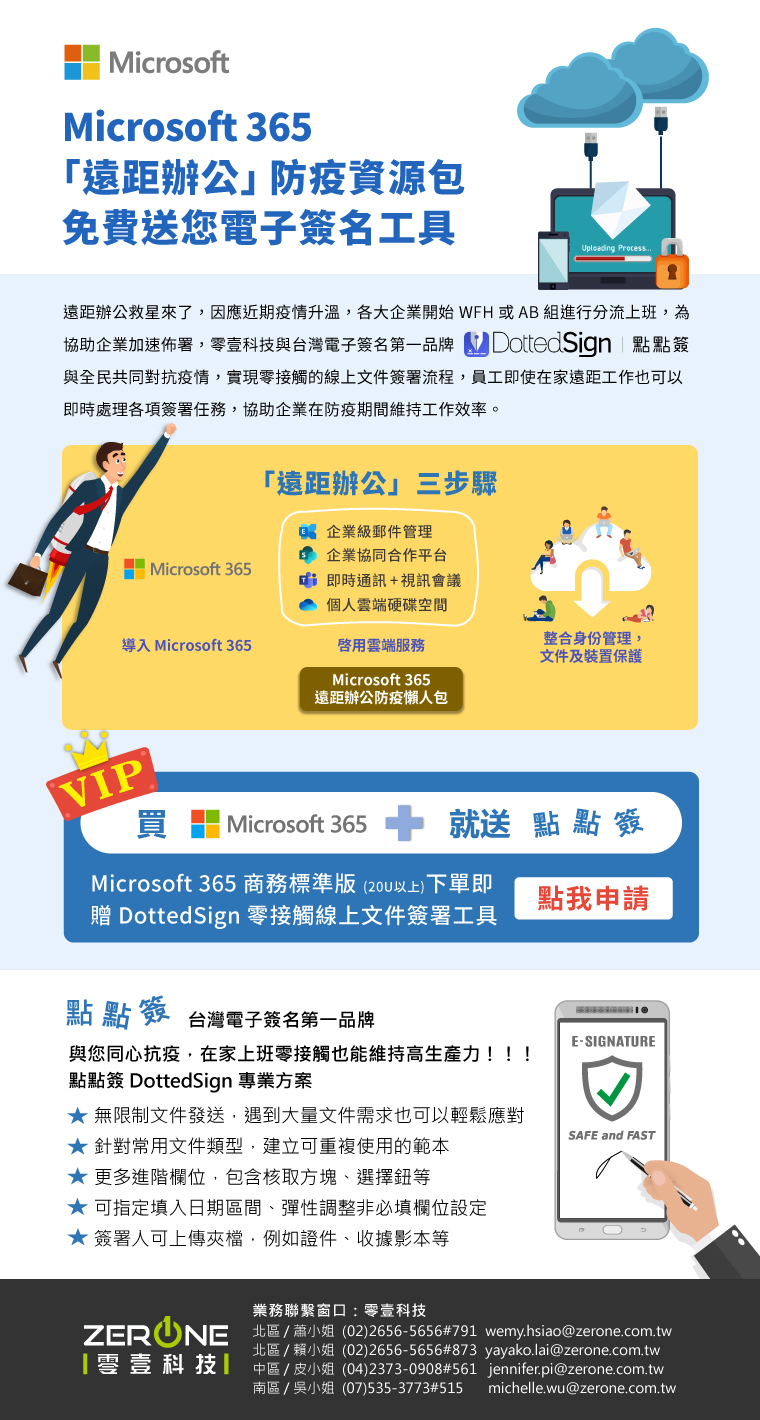 Microsoft
Microsoft 365
「遠距辦公」防疫資源包
免費送您電子簽名工具
Uploading Process...
遠距辦公救星來了，因應近期疫情升溫，各大企業開始 WFH 或 AB 組進行分流上班，為
協助企業加速佈署，零壹科技與台灣電子簽名第一品牌 DottedSign | 點點簽
與全民共同對抗疫情，實現零接觸的線上文件簽署流程，員工即使在家遠距工作也可以
即時處理各項簽署任務，協助企業在防疫期間維持工作效率。
「遠距辦公」三步驟
Microsoft 365
導入 Microsoft 365
企業級郵件管理
企業協同合作平台
即時通訊+視訊會議
個人雲端硬碟空間
啓用雲端服務
Microsoft 365
遠距辦公防疫懶人包
整合身份管理，
文件及裝置保護
VIP
買 Microsoft 365 + 就送 點點簽
Microsoft 365 商務標準版 (20U以上)下單即
贈 DottedSign 零接觸線上文件簽署工具
點我申請
點點簽 台灣電子簽名第一品牌
與您同心抗疫，在家上班零接觸也能維持高生產力！！！
點點簽 DottedSign 專業方案
★ 無限制文件發送，遇到大量文件需求也可以輕鬆應對
★ 針對常用文件類型，建立可重複使用的範本
★ 更多進階欄位，包含核取方塊、選擇鈕等
★ 可指定填入日期區間、彈性調整非必填欄位設定
★ 簽署人可上傳夾檔，例如證件、收據影本等
E-SIGNATURE
SAFE and FAST
ZERONE
零壹科技
業務聯繫窗口：零壹科技
北區 / 蕭小姐 (02)2656-5656#791 wemy.hsiao@zerone.com.tw
北區 / 賴小姐 (02)2656-5656#873 yayako.lai@zerone.com.tw
中區 / 皮小姐 (04)2373-0908#561 jennifer.pi@zerone.com.tw
南區 / 吳小姐 (07)535-3773#515 michelle.wu@zerone.com.tw